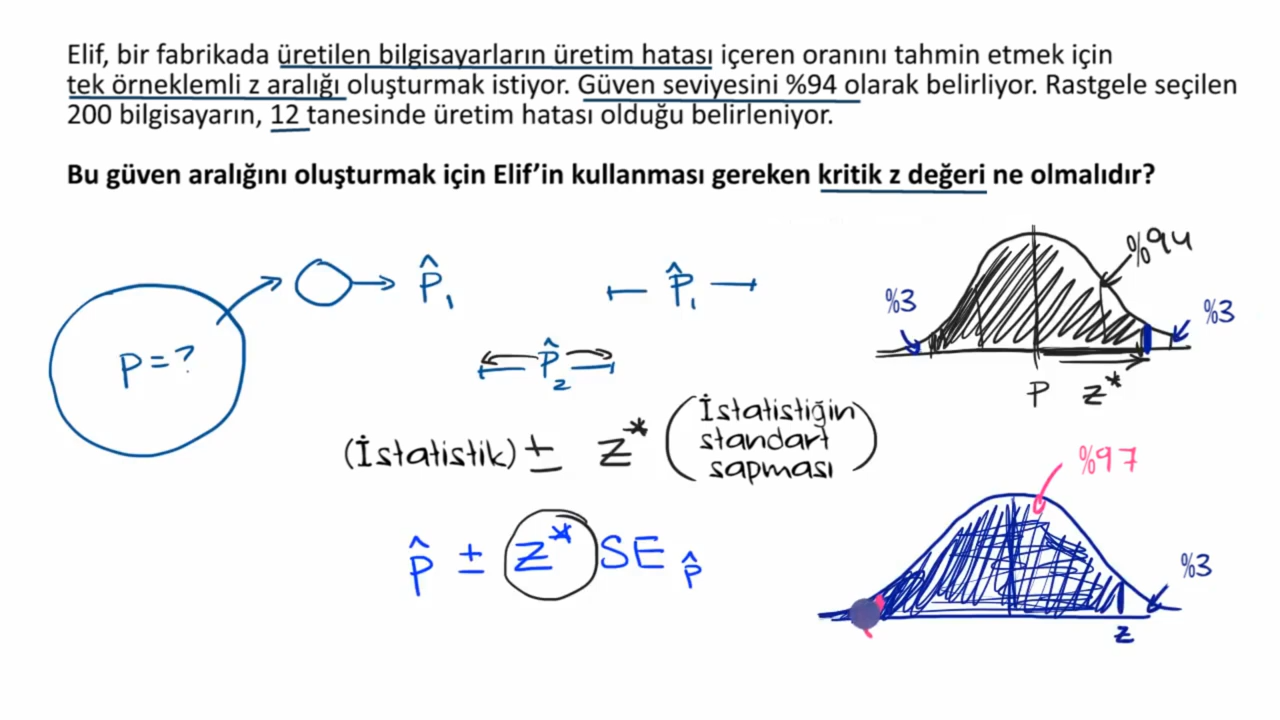 Elif, bir fabrikada üretilen bilgisayarların üretim hatası içeren oranını tahmin etmek için
tek örneklemli z aralığı oluşturmak istiyor. Güven seviyesini %94 olarak belirliyor. Rastgele seçilen
200 bilgisayarın, 12 tanesinde üretim hatası olduğu belirleniyor.
Bu güven aralığını oluşturmak için Elif’in kullanması gereken kritik z değeri ne olmalıdır?
%94
%3
%3
P̂₁
P̂₁
P = ?
P̂₂
P
z*
(İstatistik) ± z* (İstatistiğin
standart
sapması)
%97
p̂ ± z* SE p̂
%3
z